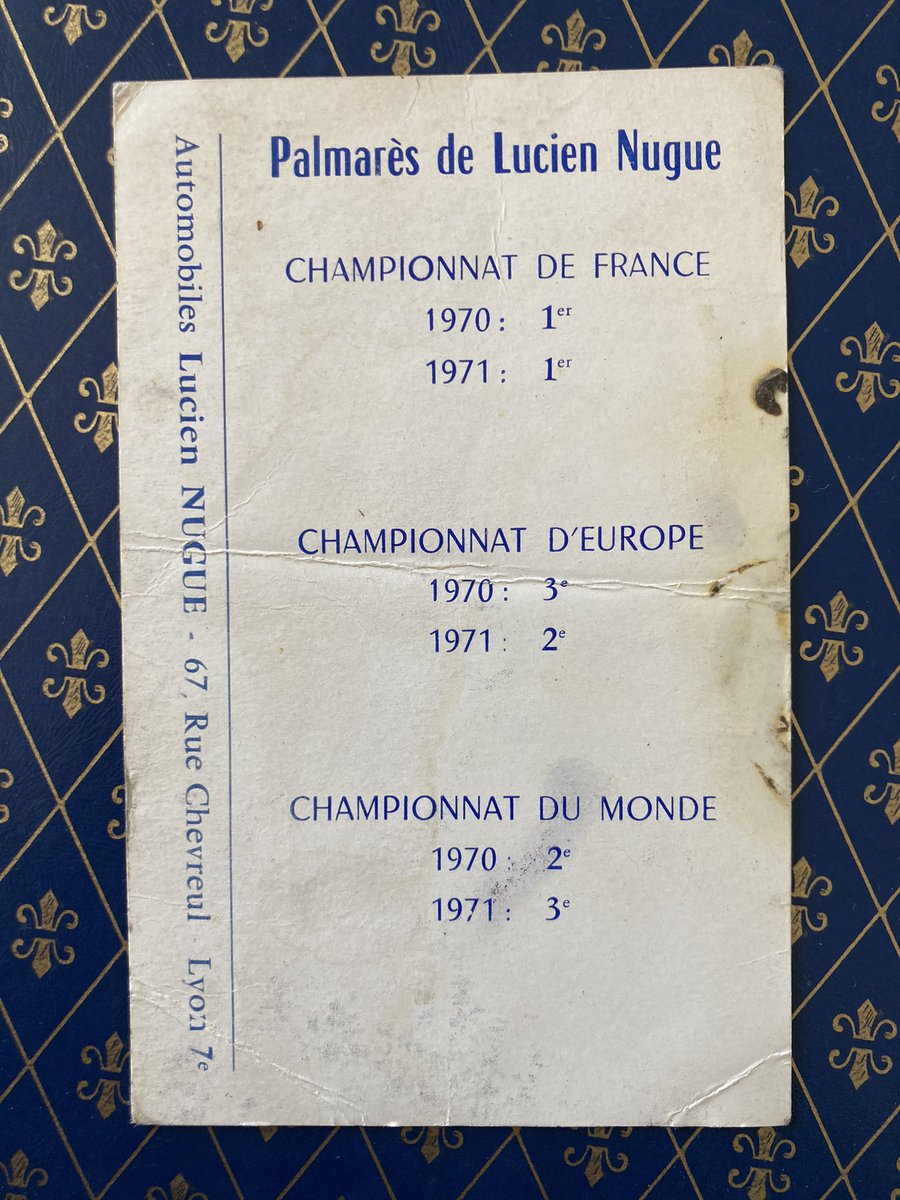 Palmarès de Lucien Nugue
CHAMPIONNAT DE FRANCE
1970 : 1er
1971 : 1er
CHAMPIONNAT D'EUROPE
1970 : 3e
1971 : 2e
CHAMPIONNAT DU MONDE
1970 : 2e
1971 : 3e
Automobiles Lucien NUGUE - 67, Rue Chevreul - Lyon 7e